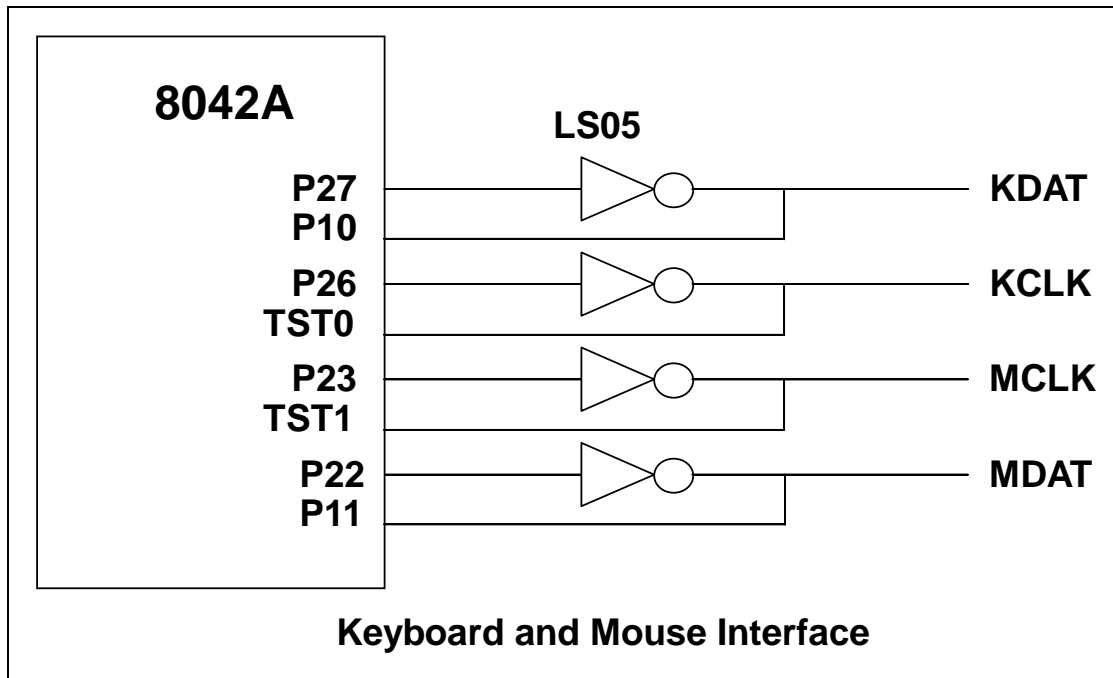 8042A
LS05
P27
KDAT
P10
P26
KCLK
TST0
P23
MCLK
TST1
P22
MDAT
P11
Keyboard and Mouse Interface